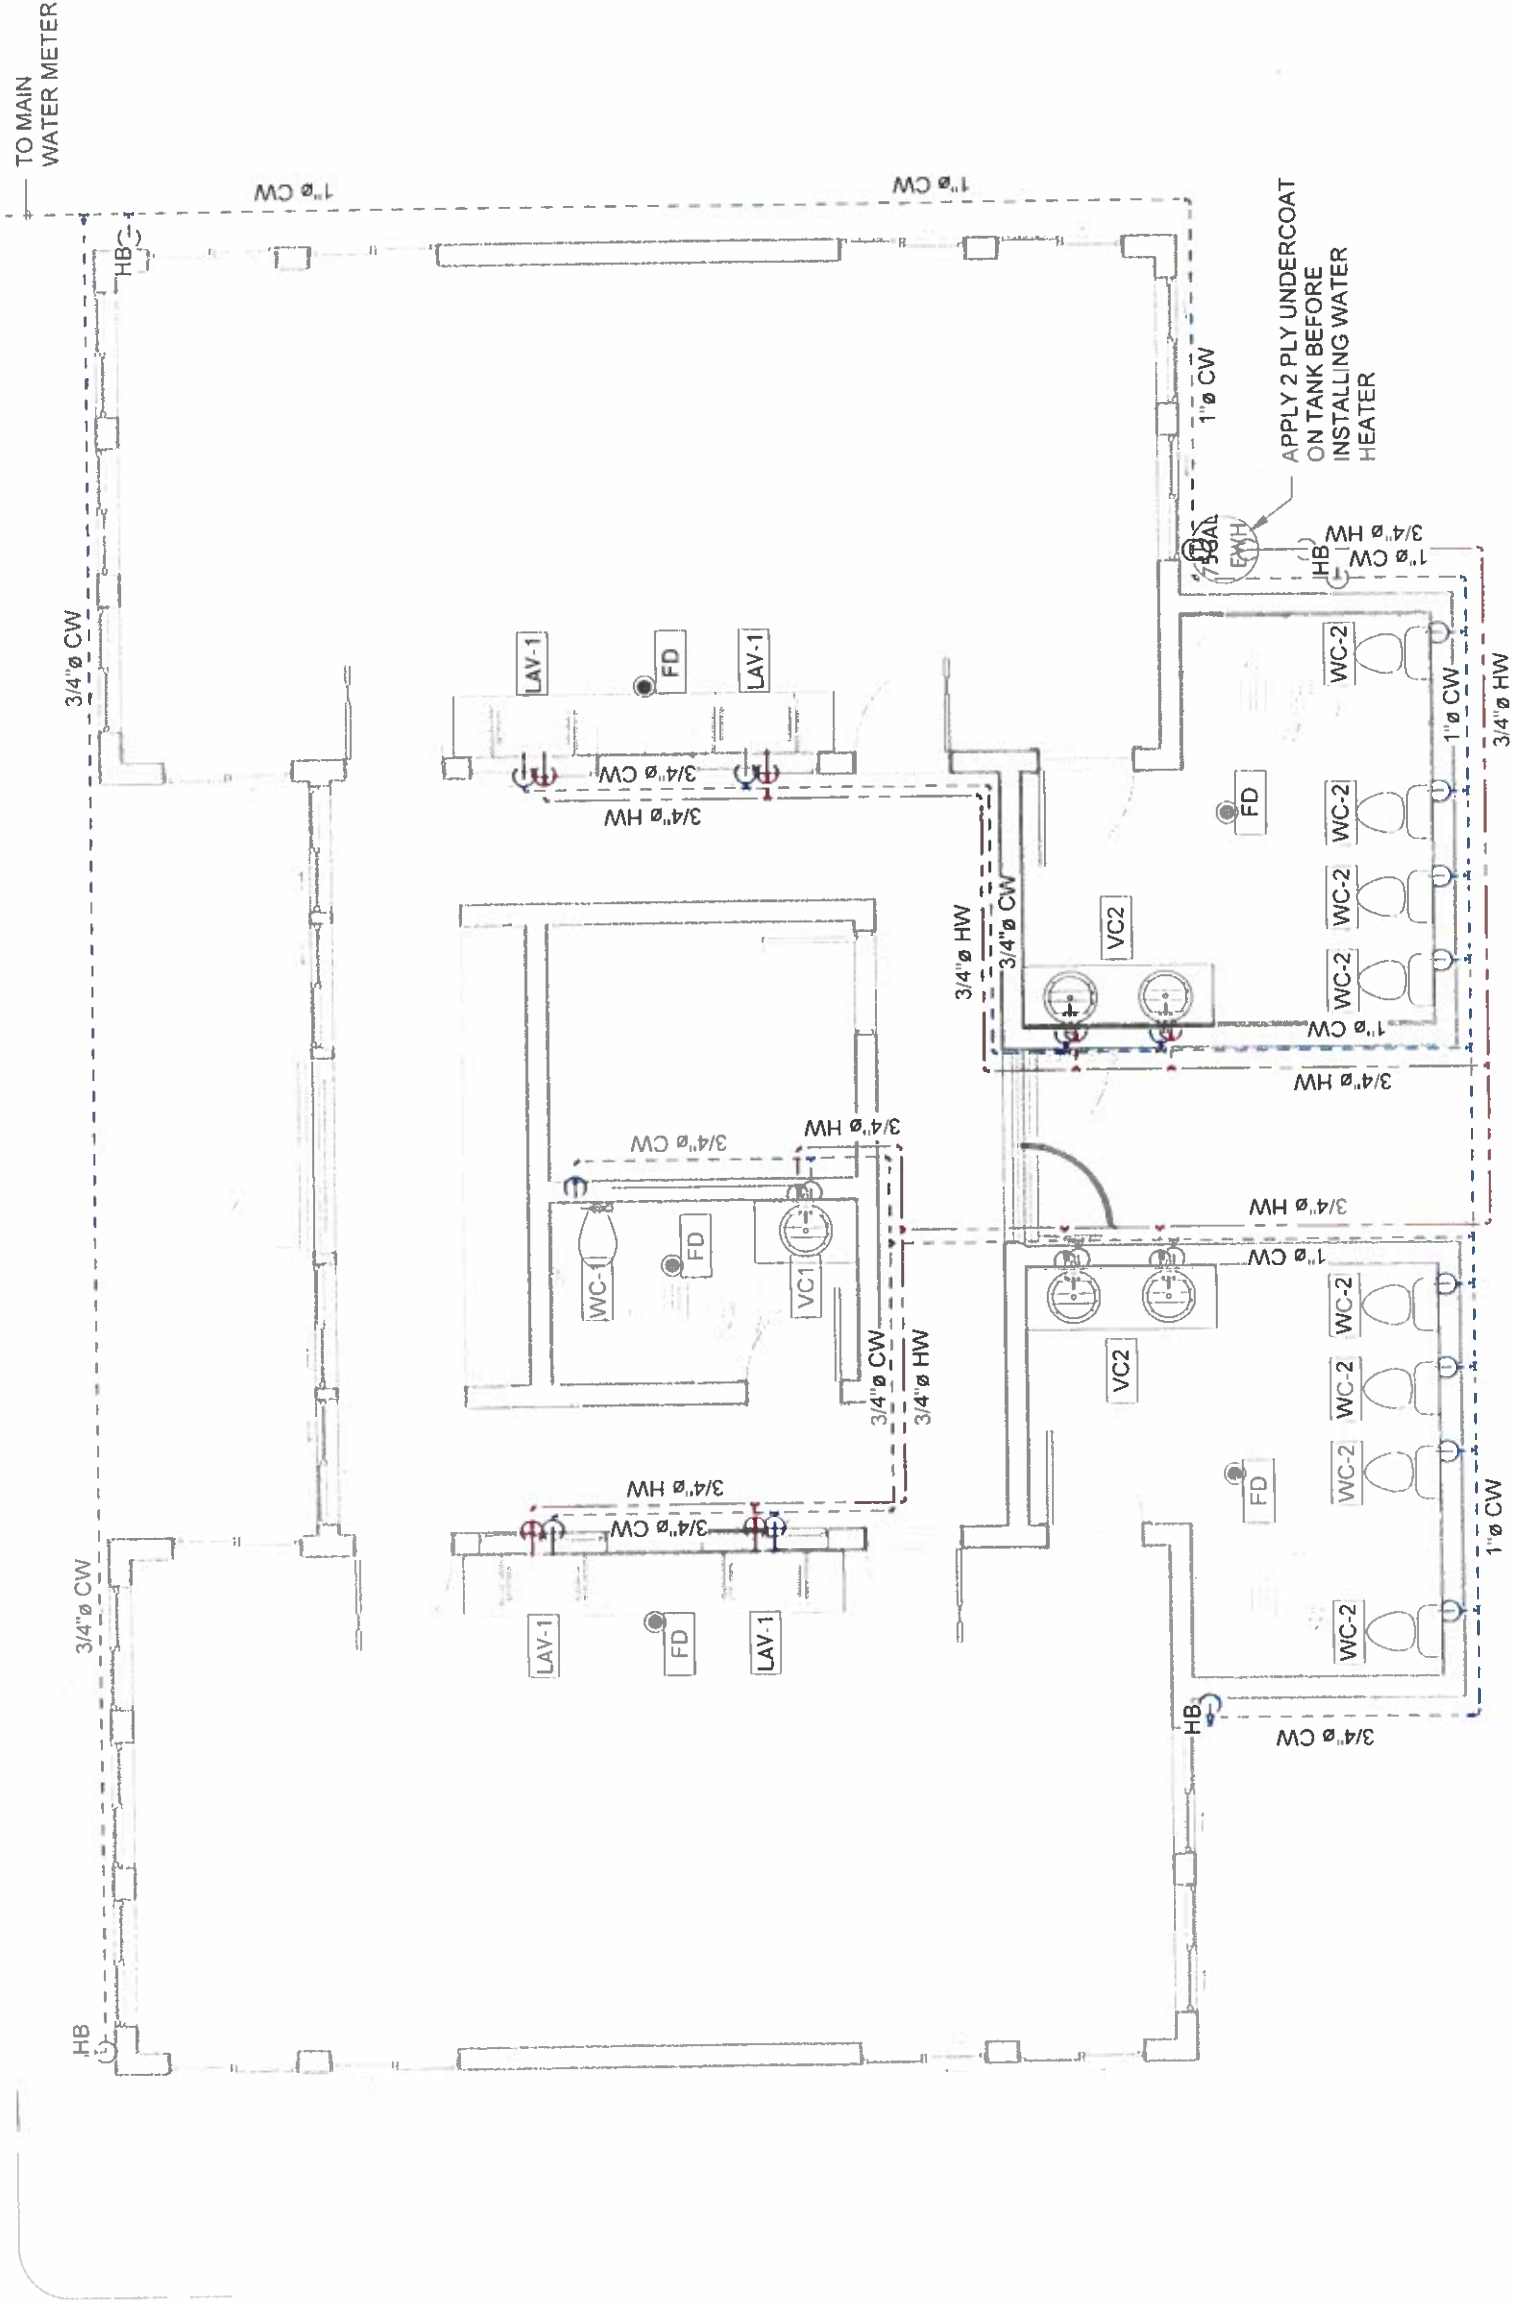 TO MAIN
WATER METER
1"ø CW
1"ø CW
HB
3/4"ø CW
1"ø CW
APPLY 2 PLY UNDERCOAT
ON TANK BEFORE
INSTALLING WATER
HEATER
75GAL
EWH
HB
3/4"ø HW
1"ø CW
LAV-1
FD
LAV-1
3/4"ø CW
3/4"ø HW
WC-2
1"ø CW
3/4"ø HW
FD
WC-2
WC-2
WC-2
VC2
3/4"ø HW
3/4"ø CW
1"ø CW
3/4"ø HW
3/4"ø CW
3/4"ø HW
WC-1
FD
VC1
3/4"ø HW
1"ø CW
3/4"ø CW
3/4"ø HW
VC2
WC-2
WC-2
WC-2
FD
WC-2
1"ø CW
3/4"ø HW
3/4"ø CW
LAV-1
FD
LAV-1
3/4"ø CW
HB
3/4"ø CW
HB